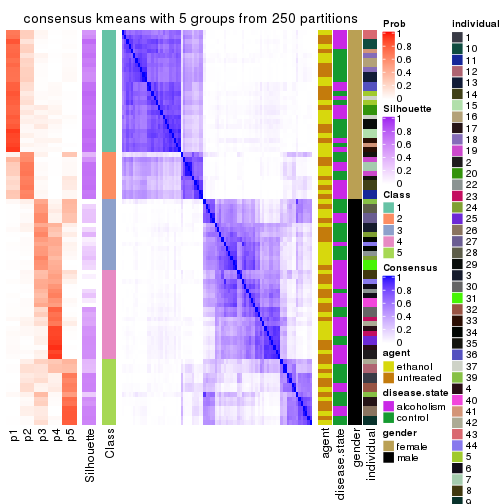 consensus kmeans with 5 groups from 250 partitions
p1
p2
p3
p4
p5
Silhouette
Class
agent
disease.state
gender
individual
Prob
1
0.8
0.6
0.4
0.2
0
Silhouette
1
0.8
0.6
0.4
0.2
0
Class
1
2
3
4
5
Consensus
1
0.8
0.6
0.4
0.2
0
agent
ethanol
untreated
disease.state
alcoholism
control
gender
female
male
individual
1
10
11
12
13
14
15
16
17
18
19
2
20
22
23
24
25
26
27
28
29
3
30
31
32
33
34
35
36
37
39
4
40
41
42
43
44
5
6
7
8
9